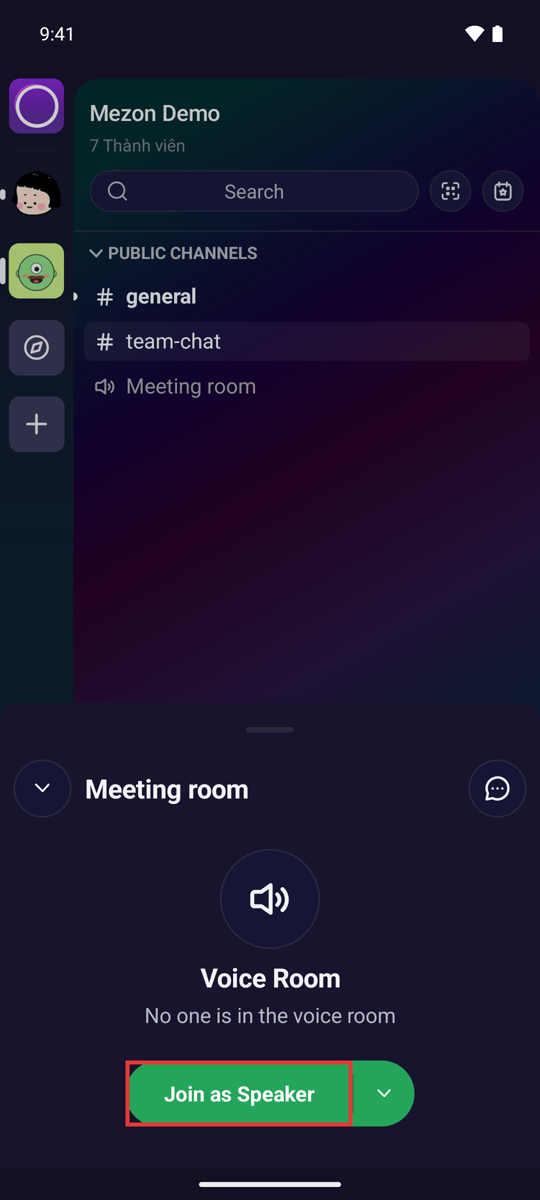 9:41
Mezon Demo
7 Thành viên
Search
PUBLIC CHANNELS
# general
# team-chat
Meeting room
Meeting room
Voice Room
No one is in the voice room
Join as Speaker